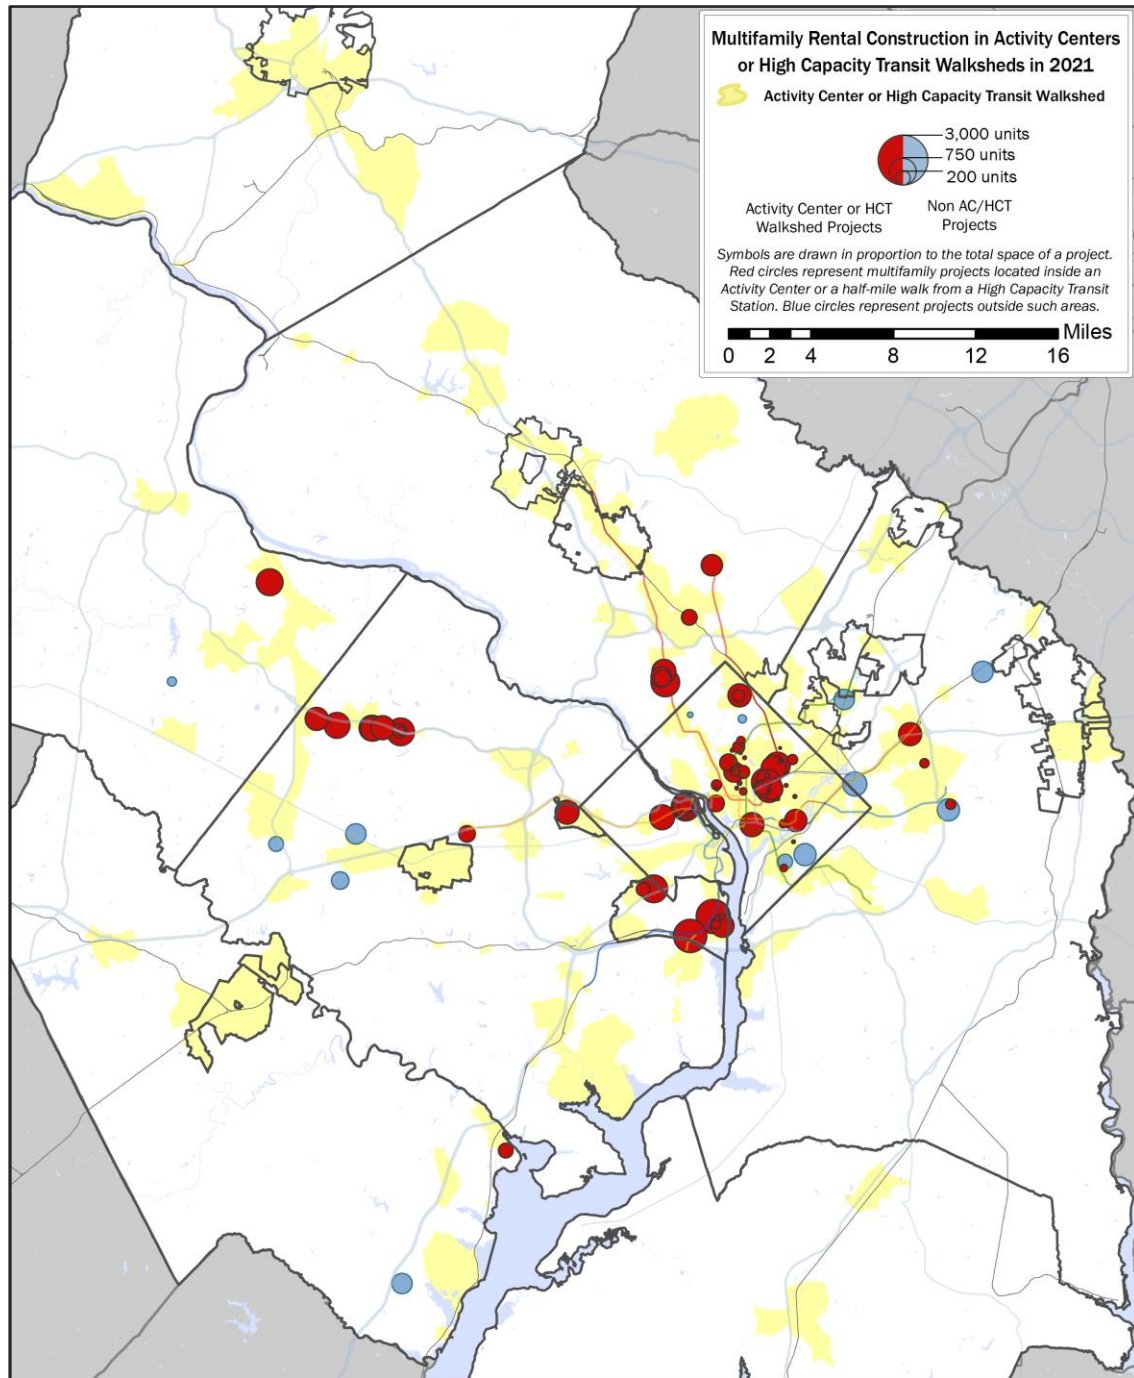 Multifamily Rental Construction in Activity Centers
or High Capacity Transit Walksheds in 2021
Activity Center or High Capacity Transit Walkshed
3,000 units
750 units
200 units
Activity Center or HCT
Walkshed Projects
Non AC/HCT
Projects
Symbols are drawn in proportion to the total space of a project.
Red circles represent multifamily projects located inside an
Activity Center or a half-mile walk from a High Capacity Transit
Station. Blue circles represent projects outside such areas.
Miles
0 2 4 8 12 16